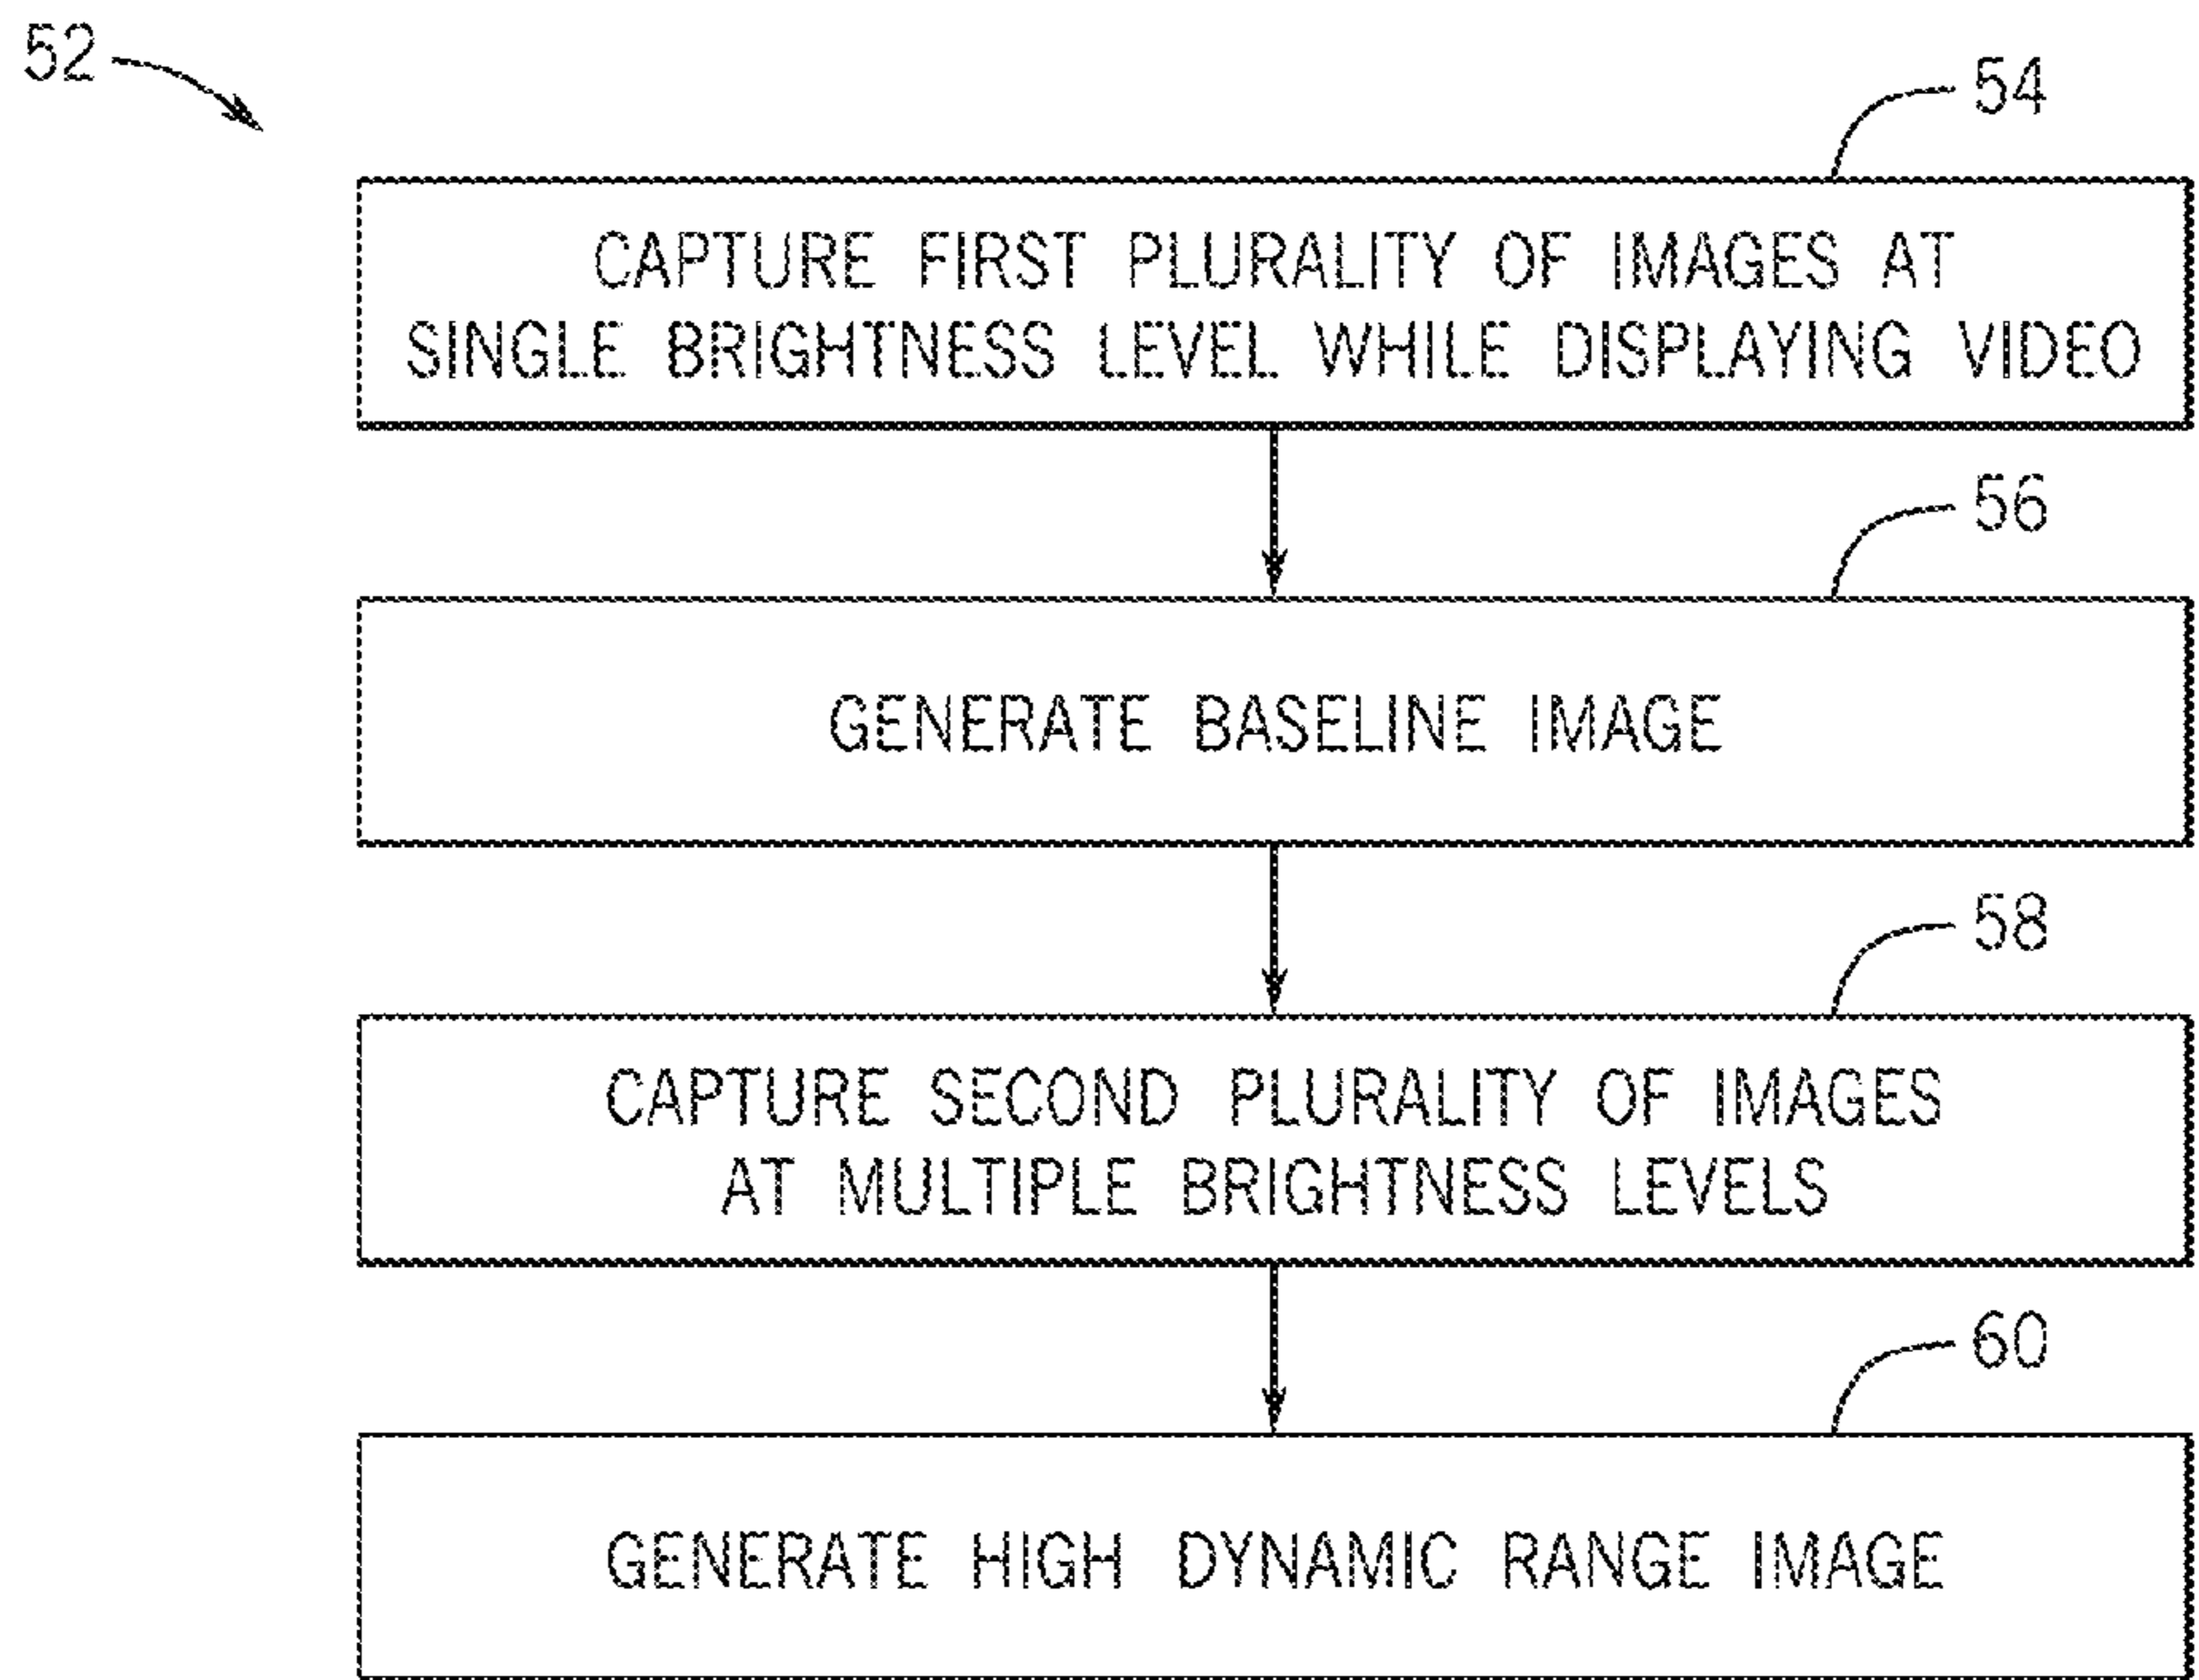 52
54
CAPTURE FIRST PLURALITY OF IMAGES AT
SINGLE BRIGHTNESS LEVEL WHILE DISPLAYING VIDEO
56
GENERATE BASELINE IMAGE
58
CAPTURE SECOND PLURALITY OF IMAGES
AT MULTIPLE BRIGHTNESS LEVELS
60
GENERATE HIGH DYNAMIC RANGE IMAGE